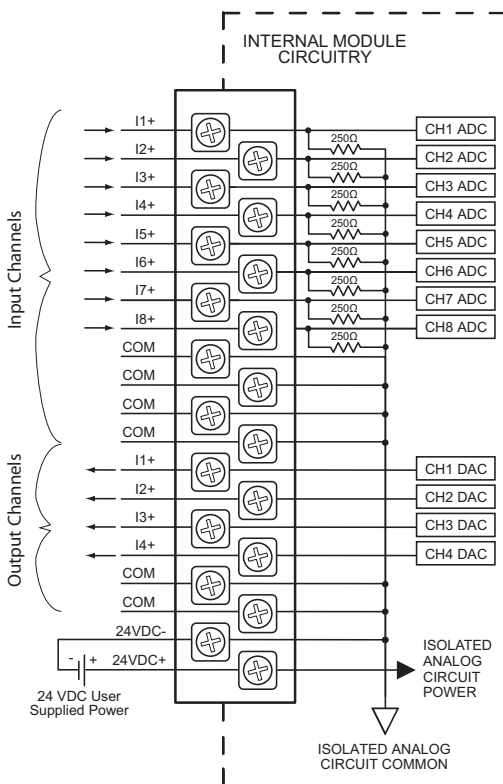 INTERNAL MODULE
CIRCUITRY
I1+
250Ω
CH1 ADC
I2+
250Ω
CH2 ADC
I3+
250Ω
CH3 ADC
I4+
250Ω
CH4 ADC
I5+
250Ω
CH5 ADC
I6+
250Ω
CH6 ADC
I7+
250Ω
CH7 ADC
I8+
250Ω
CH8 ADC
Input Channels
COM
COM
COM
COM
I1+
CH1 DAC
I2+
CH2 DAC
I3+
CH3 DAC
I4+
CH4 DAC
Output Channels
COM
COM
24VDC-
- + 24VDC+
24 VDC User
Supplied Power
ISOLATED
ANALOG
CIRCUIT
POWER
ISOLATED ANALOG
CIRCUIT COMMON